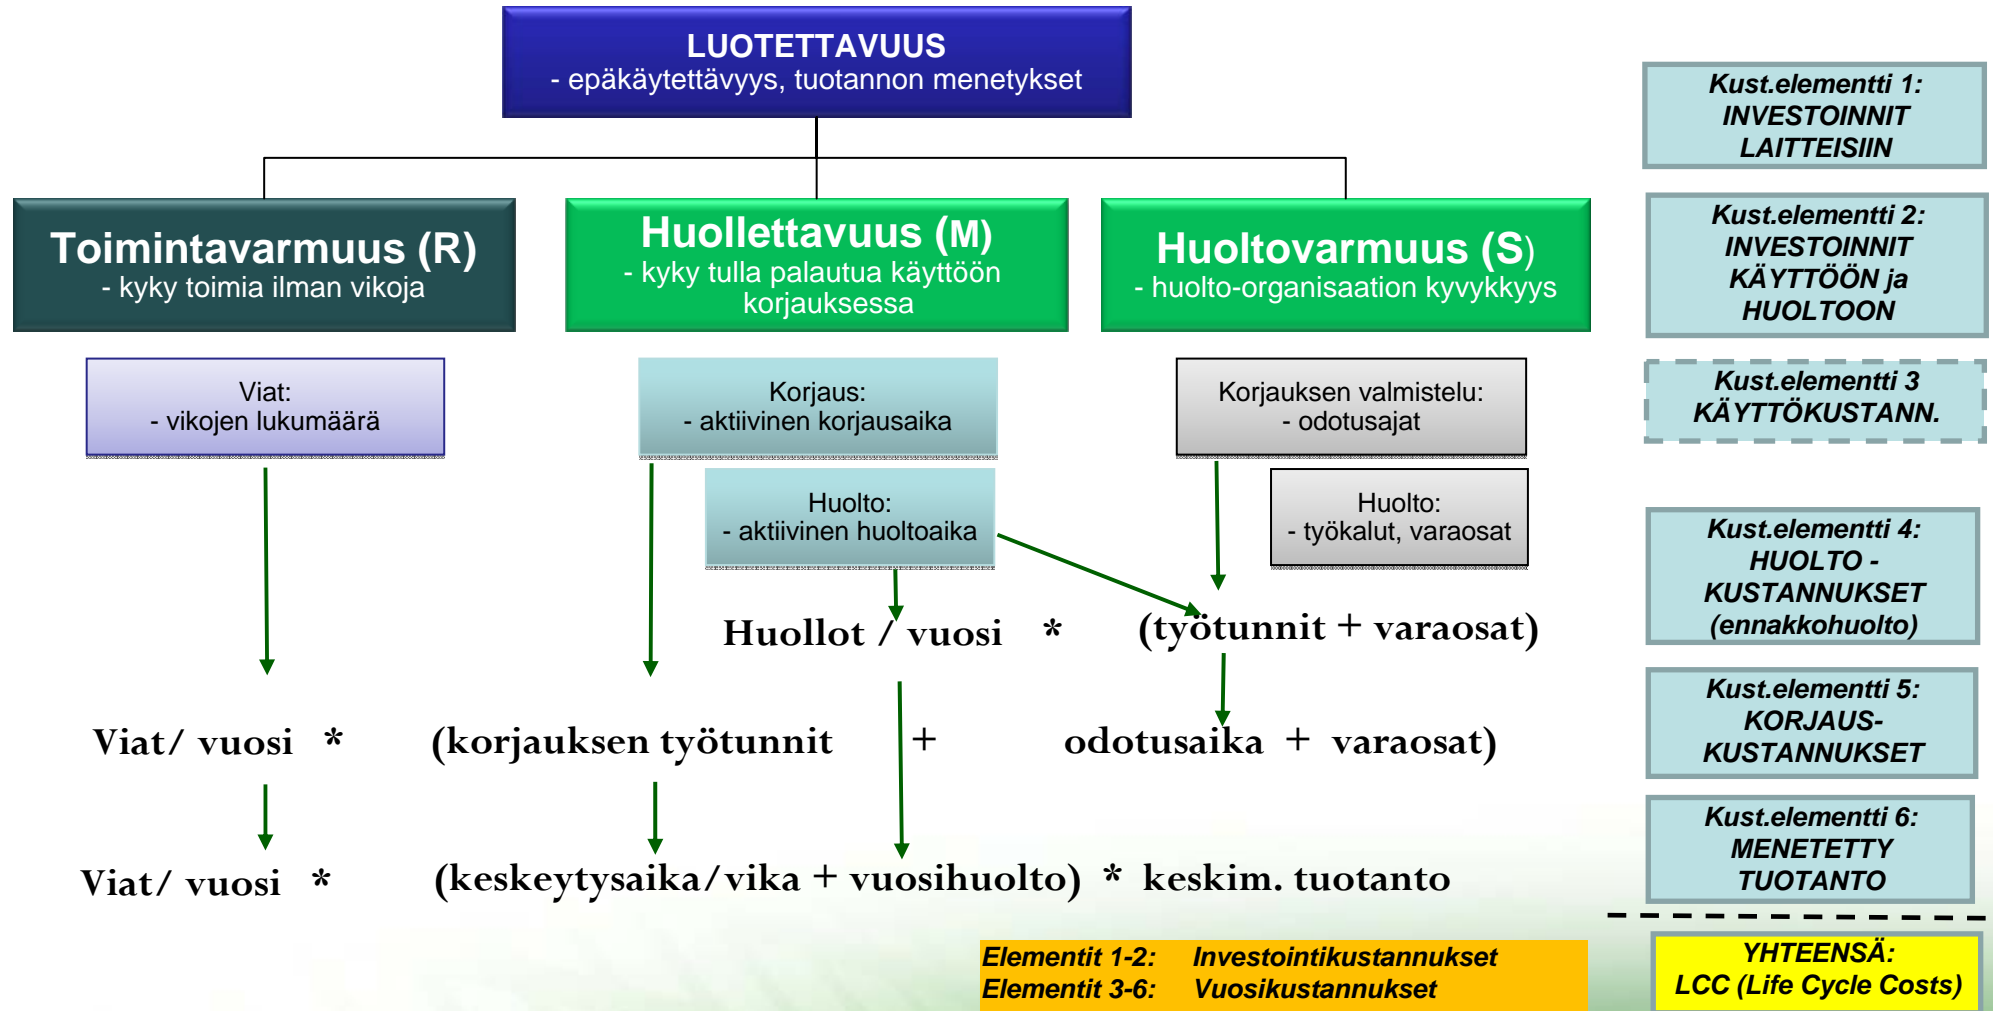 LUOTETTAVUUS
- epäkäytettävyys, tuotannon menetykset
Toimintavarmuus (R)
- kyky toimia ilman vikoja
Huollettavuus (M)
- kyky tulla palautua käyttöön
korjauksessa
Huoltovarmuus (S)
- huolto-organisaation kyvykkyys
Viat:
- vikojen lukumäärä
Korjaus:
- aktiivinen korjausaika
Korjauksen valmistelu:
- odotusajat
Huolto:
- aktiivinen huoltoaika
Huolto:
- työkalut, varaosat
Huollot / vuosi * (työtunnit + varaosat)
Viat/ vuosi * (korjauksen työtunnit + odotusaika + varaosat)
Viat/ vuosi * (keskeytysaika/vika + vuosihuolto) * keskim. tuotanto
Kust.elementti 1:
INVESTOINNIT
LAITTEISIIN
Kust.elementti 2:
INVESTOINNIT
KÄYTTÖÖN ja
HUOLTOON
Kust.elementti 3
KÄYTTÖKUSTANN.
Kust.elementti 4:
HUOLTO -
KUSTANNUKSET
(ennakkohuolto)
Kust.elementti 5:
KORJAUS-
KUSTANNUKSET
Kust.elementti 6:
MENETETTY
TUOTANTO
Elementit 1-2: Investointikustannukset
Elementit 3-6: Vuosikustannukset
YHTEENSÄ:
LCC (Life Cycle Costs)